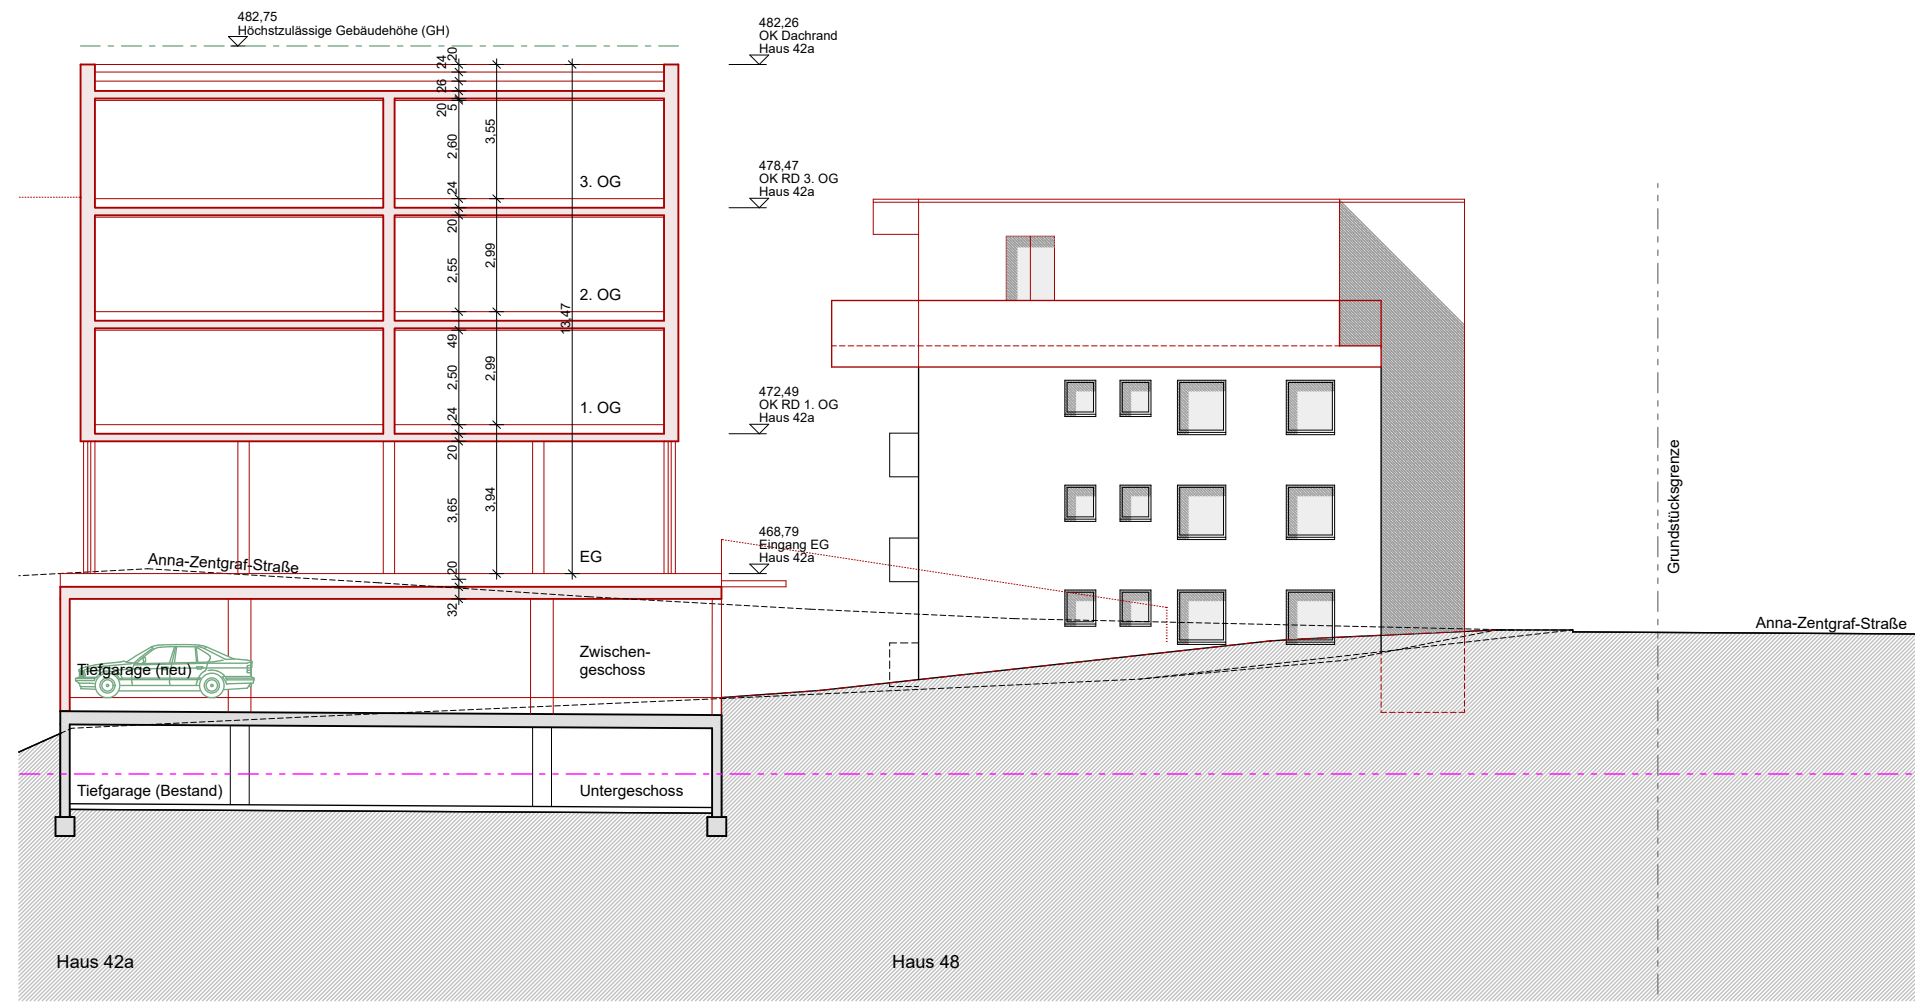 482,75
Höchstzulässige Gebäudehöhe (GH)
482,26
OK Dachrand
Haus 42a
20
24
26
20
5
2,60
3,55
24
3. OG
478,47
OK RD 3. OG
Haus 42a
20
2,55
2,99
2. OG
13,47
49
2,50
2,99
24
1. OG
472,49
OK RD 1. OG
Haus 42a
20
3,65
3,94
468,79
Eingang EG
Haus 42a
EG
Anna-Zentgraf-Straße
20
32
Grundstücksgrenze
Anna-Zentgraf-Straße
Zwischen-
geschoss
Tiefgarage (neu)
Tiefgarage (Bestand)
Untergeschoss
Haus 42a
Haus 48